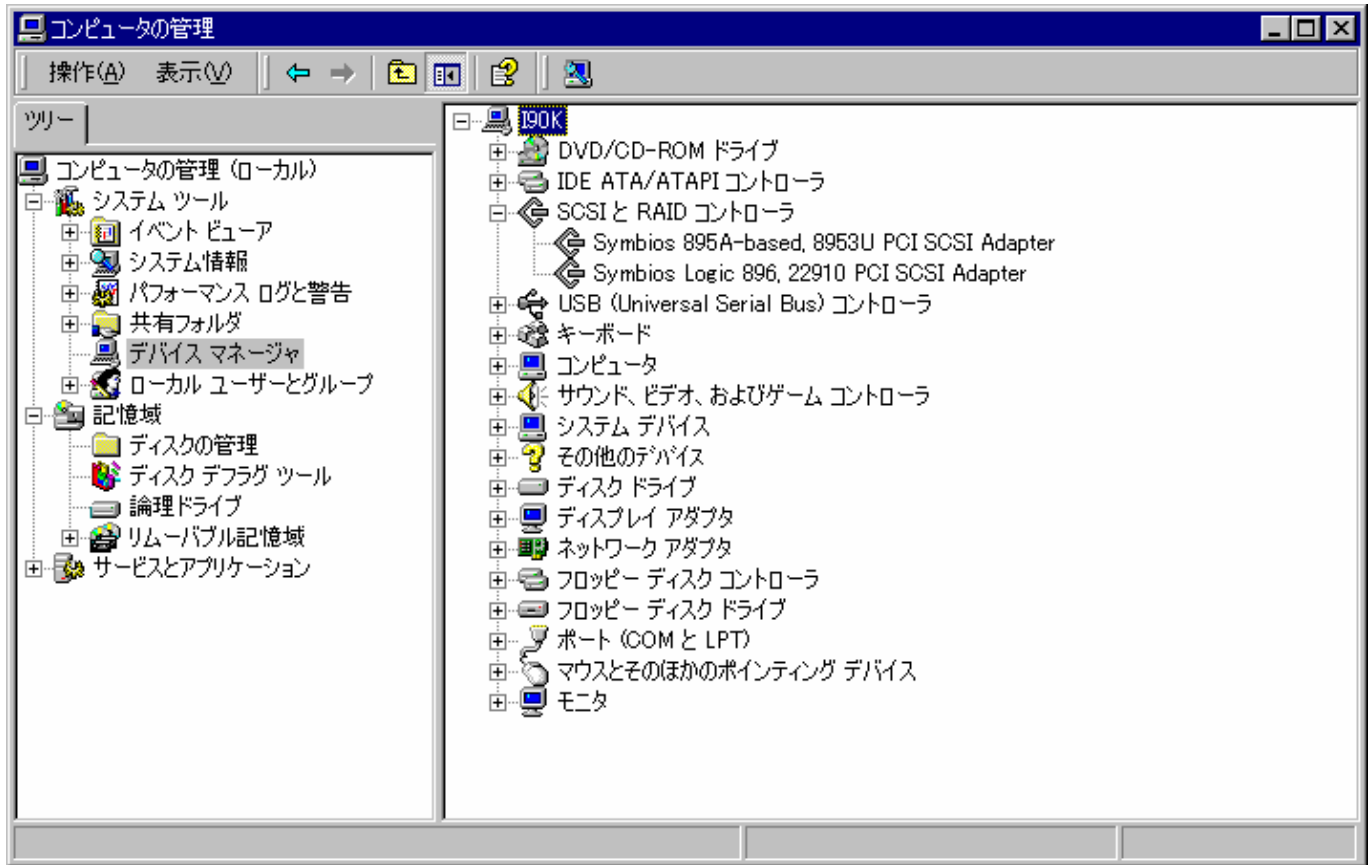 コンピュータの管理
操作(A) 表示(V)
ツリー
コンピュータの管理 (ローカル)
システム ツール
イベント ビューア
システム情報
パフォーマンス ログと警告
共有フォルダ
デバイス マネージャ
ローカル ユーザーとグループ
記憶域
ディスクの管理
ディスク デフラグ ツール
論理ドライブ
リムーバブル記憶域
サービスとアプリケーション
I90K
DVD/CD-ROM ドライブ
IDE ATA/ATAPI コントローラ
SCSI と RAID コントローラ
Symbios 895A-based, 8953U PCI SCSI Adapter
Symbios Logic 896, 22910 PCI SCSI Adapter
USB (Universal Serial Bus) コントローラ
キーボード
コンピュータ
サウンド、ビデオ、およびゲーム コントローラ
システム デバイス
その他のデバイス
ディスク ドライブ
ディスプレイ アダプタ
ネットワーク アダプタ
フロッピー ディスク コントローラ
フロッピー ディスク ドライブ
ポート (COM と LPT)
マウスとそのほかのポインティング デバイス
モニタ